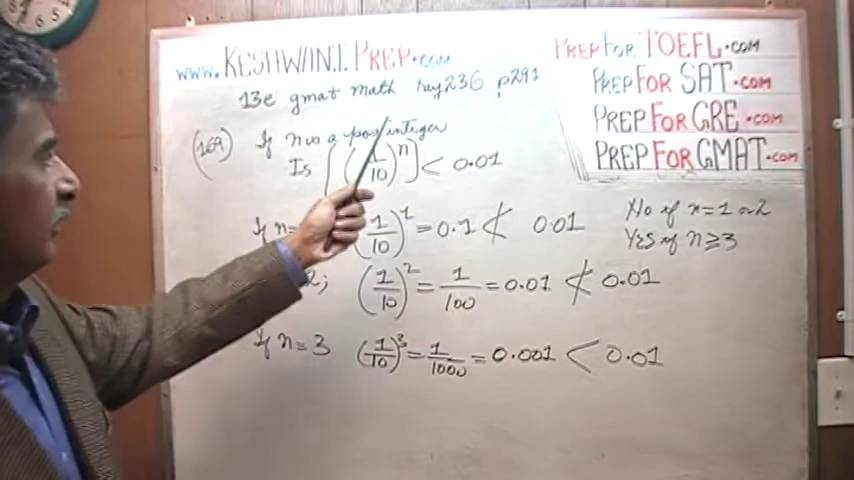 www.KESHWANI PREP.com
13e gmat math rey236 p291
PREP FOR TOEFL.com
PREP FOR SAT.com
PREP FOR GRE.com
PREP FOR GMAT.com
(169) If n is a pos integer
Is [(1/10)^n] < 0.01
If n= (1/10)^1 = 0.1 ≮ 0.01
2; (1/10)^2 = 1/100 = 0.01 ≮ 0.01
If n=3 (1/10)^3 = 1/1000 = 0.001 < 0.01
No if n=1 or 2
Yes if n≥3